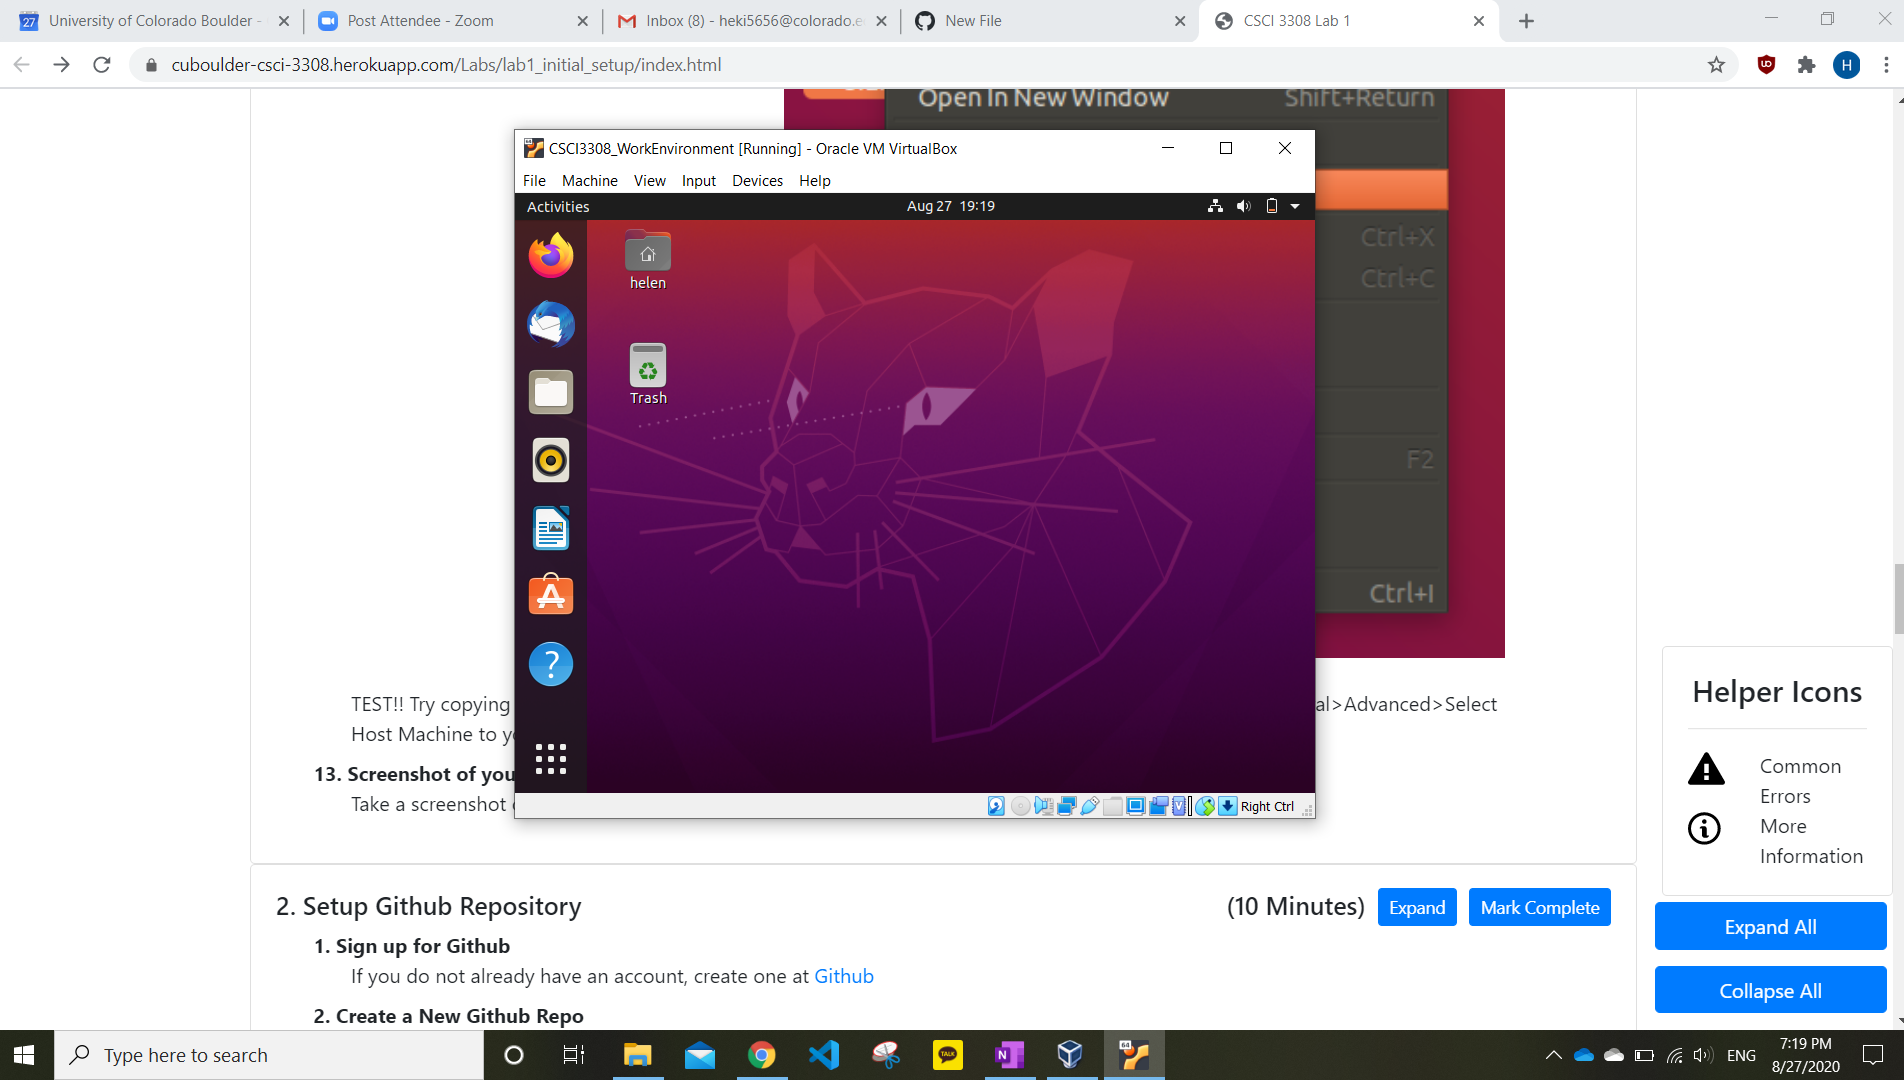 University of Colorado Boulder -
Post Attendee - Zoom
Inbox (8) - heki5656@colorado.e
New File
CSCI 3308 Lab 1
cuboulder-csci-3308.herokuapp.com/Labs/lab1_initial_setup/index.html
H
Open In New Window Shift+Return
Ctrl+X
Ctrl+C
F2
Ctrl+I
CSCI3308_WorkEnvironment [Running] - Oracle VM VirtualBox
File Machine View Input Devices Help
Activities
Aug 27 19:19
helen
Trash
Right Ctrl
TEST!! Try copying
al>Advanced>Select
Host Machine to y
13. Screenshot of you
Take a screenshot
2. Setup Github Repository
(10 Minutes)
Expand
Mark Complete
1. Sign up for Github
If you do not already have an account, create one at Github
2. Create a New Github Repo
Helper Icons
Common
Errors
More
Information
Expand All
Collapse All
Type here to search
TALK
N
64
ENG
7:19 PM
8/27/2020